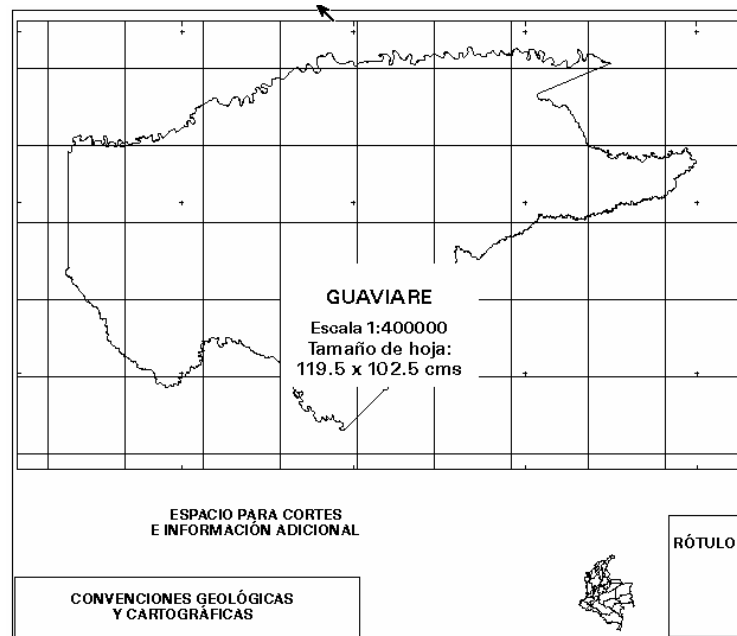 GUAVIARE
Escala 1:400000
Tamaño de hoja:
119.5 x 102.5 cms
ESPACIO PARA CORTES
E INFORMACIÓN ADICIONAL
RÓTULO
CONVENCIONES GEOLÓGICAS
Y CARTOGRÁFICAS